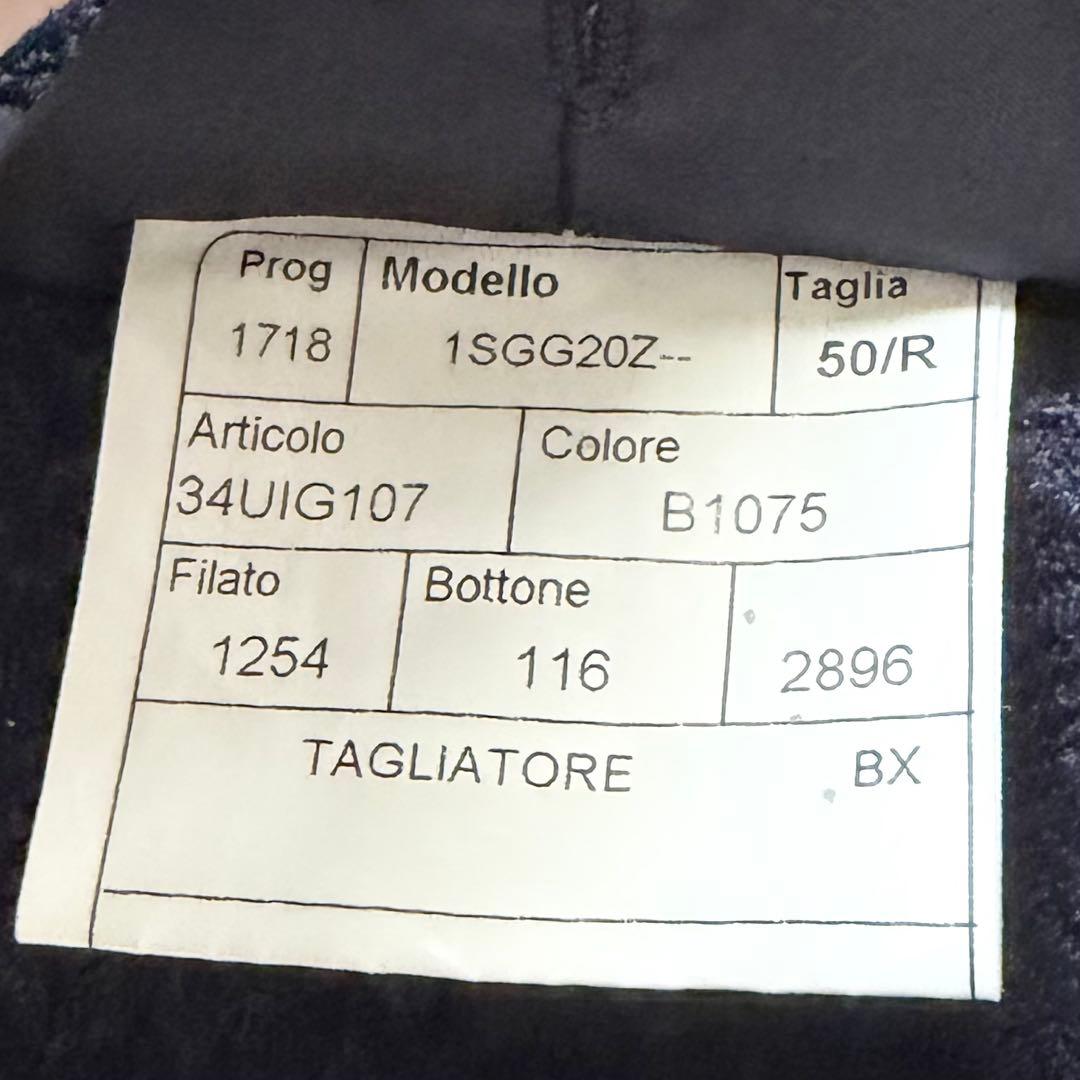 Prog Modello Taglia
1718 1SGG20Z-- 50/R
Articolo Colore
34UIG107 B1075
Filato Bottone
1254 116 2896
TAGLIATORE BX